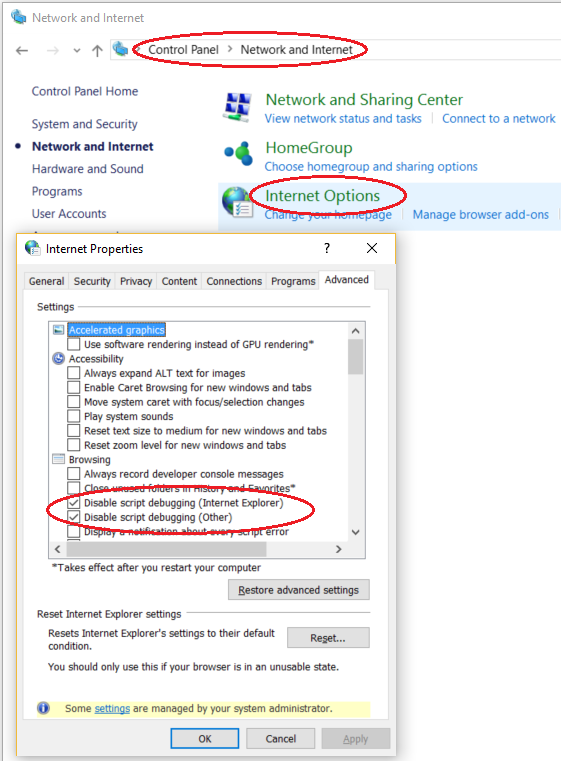 Network and Internet
Control Panel > Network and Internet
Control Panel Home
System and Security
Network and Internet
Hardware and Sound
Programs
User Accounts
Network and Sharing Center
View network status and tasks
Connect to a network
HomeGroup
Choose homegroup and sharing options
Internet Options
Change your homepage
Manage browser add-ons
Internet Properties
? ×
General Security Privacy Content Connections Programs Advanced
Settings
Accelerated graphics
Use software rendering instead of GPU rendering*
Accessibility
Always expand ALT text for images
Enable Caret Browsing for new windows and tabs
Move system caret with focus/selection changes
Play system sounds
Reset text size to medium for new windows and tabs
Reset zoom level for new windows and tabs
Browsing
Always record developer console messages
Close unused folders in History and Favorites*
Disable script debugging (Internet Explorer)
Disable script debugging (Other)
Display a notification about every script error
*Takes effect after you restart your computer
Restore advanced settings
Reset Internet Explorer settings
Resets Internet Explorer's settings to their default
condition.
Reset...
You should only use this if your browser is in an unusable state.
Some settings are managed by your system administrator.
OK Cancel Apply